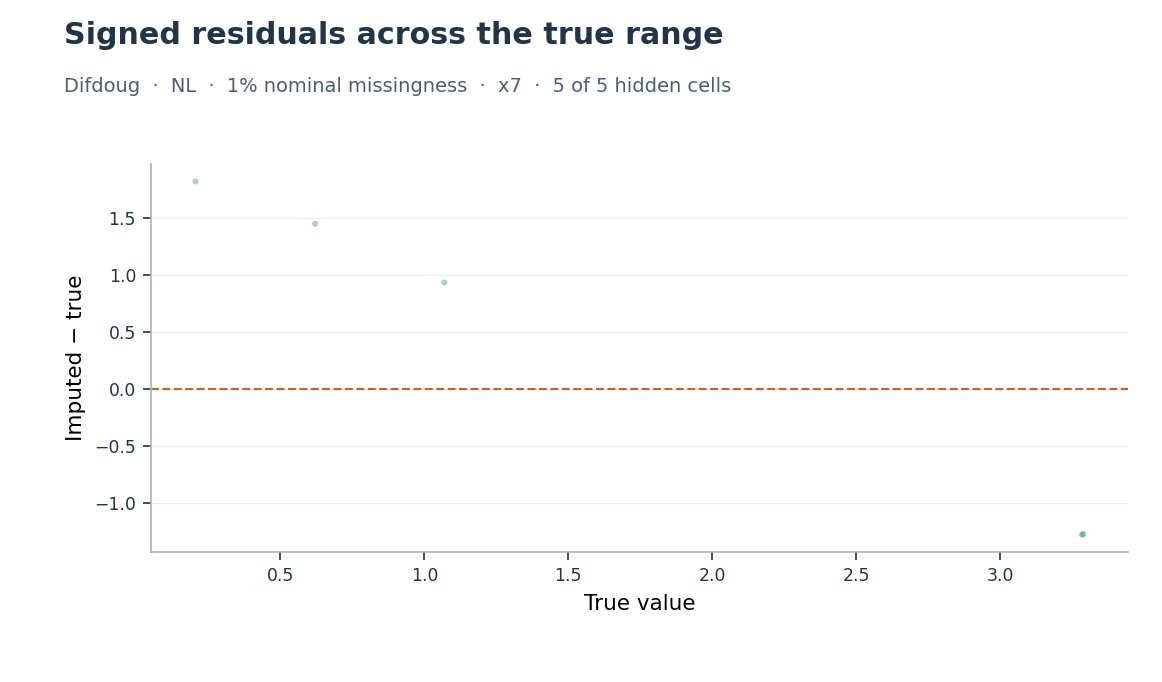 Signed residuals across the true range
Difdoug · NL · 1% nominal missingness · x7 · 5 of 5 hidden cells
Imputed − true
1.5
1.0
0.5
0.0
−0.5
−1.0
0.5 1.0 1.5 2.0 2.5 3.0
True value